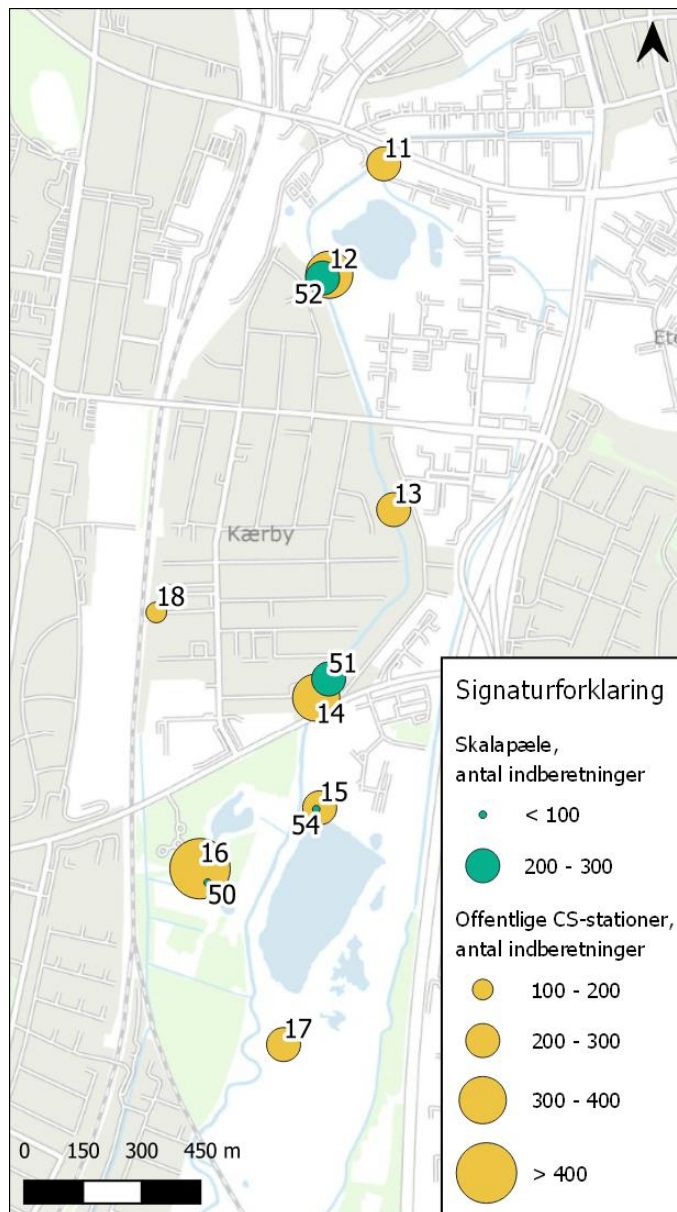 11
12
52
Ete
13
Kærby
18
51
14
15
54
16
50
17
0 150 300 450 m
Signaturforklaring
Skalapæle,
antal indberetninger
< 100
200 - 300
Offentlige CS-stationer,
antal indberetninger
100 - 200
200 - 300
300 - 400
> 400